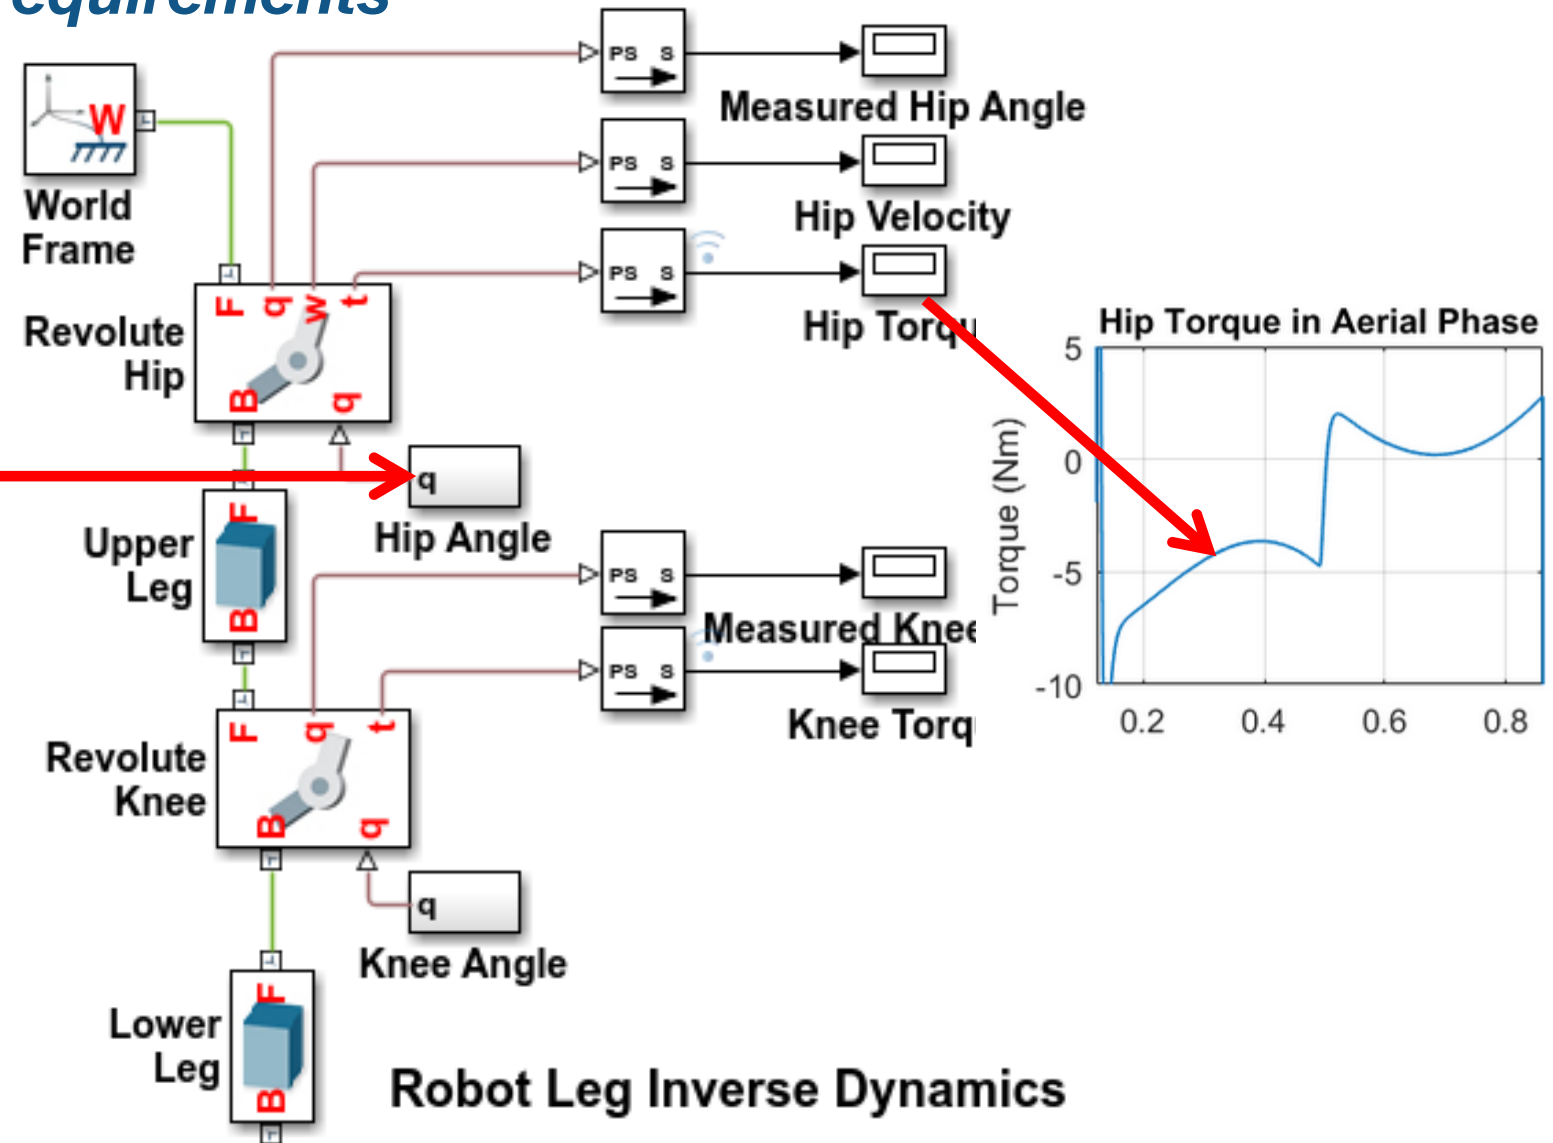 equirements
PS S
Measured Hip Angle
W
World
Frame
PS S
Hip Velocity
PS S
Hip Torqu
F q w t
Revolute
Hip
B q
q
Hip Angle
F
Upper
Leg
B
PS S
Measured Knee
PS S
Knee Torq
F q t
Revolute
Knee
B q
q
Knee Angle
F
Lower
Leg
B
Robot Leg Inverse Dynamics
Hip Torque in Aerial Phase
Torque (Nm)
5
0
-5
-10
0.2 0.4 0.6 0.8